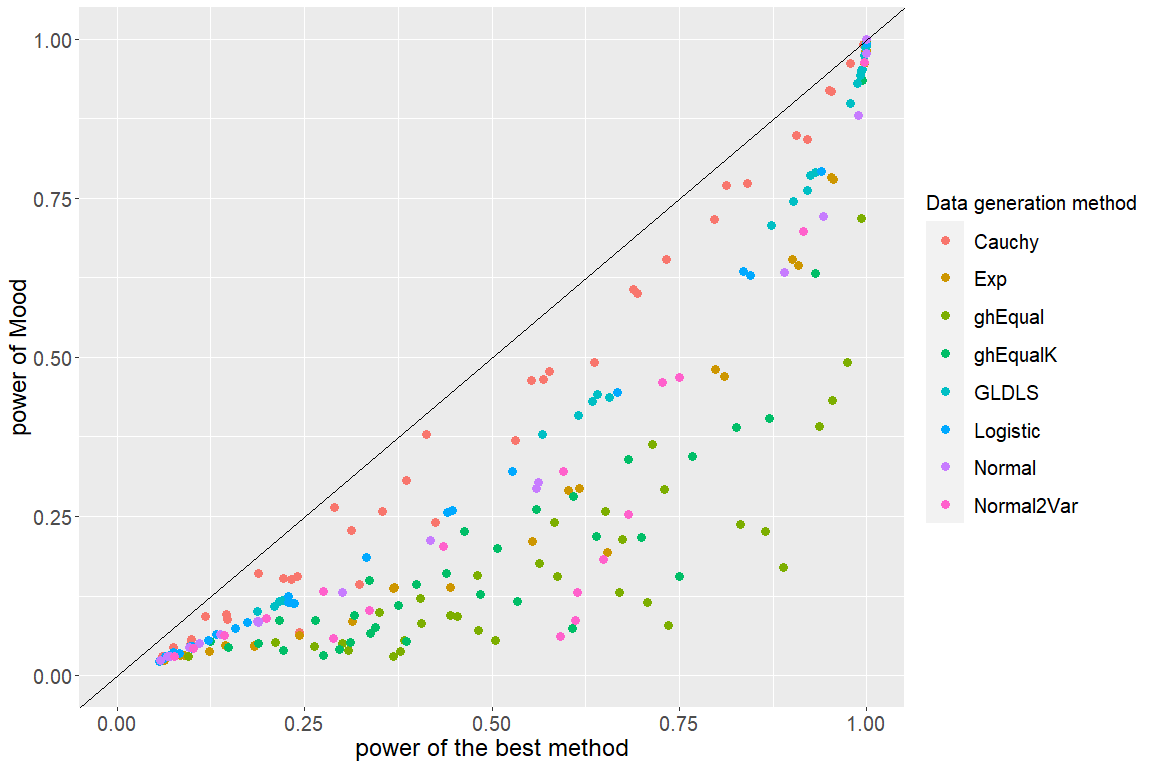 1.00
0.75
0.50
0.25
0.00
power of Mood
0.00 0.25 0.50 0.75 1.00
power of the best method
Data generation method
Cauchy
Exp
ghEqual
ghEqualK
GLDLS
Logistic
Normal
Normal2Var